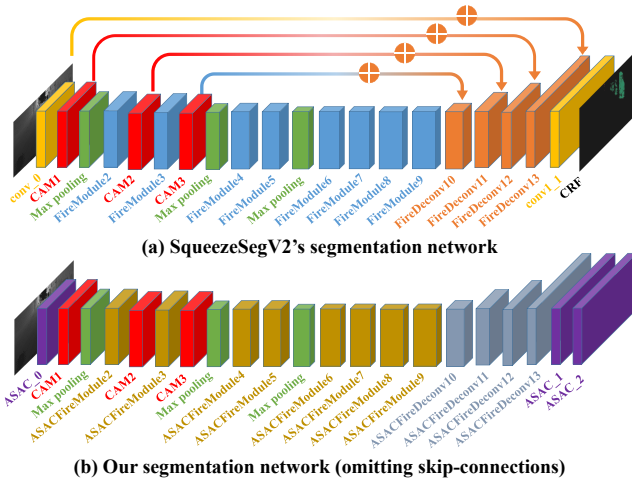 conv_0
CAM1
Max pooling
FireModule2
CAM2
FireModule3
CAM3
Max pooling
FireModule4
FireModule5
Max pooling
FireModule6
FireModule7
FireModule8
FireModule9
FireDeconv10
FireDeconv11
FireDeconv12
FireDeconv13
conv1_1
CRF
(a) SqueezeSegV2's segmentation network
ASAC_0
CAM1
Max pooling
ASACFireModule2
CAM2
ASACFireModule3
CAM3
Max pooling
ASACFireModule4
ASACFireModule5
Max pooling
ASACFireModule6
ASACFireModule7
ASACFireModule8
ASACFireModule9
ASACFireDeconv10
ASACFireDeconv11
ASACFireDeconv12
ASACFireDeconv13
ASAC_1
ASAC_2
(b) Our segmentation network (omitting skip-connections)